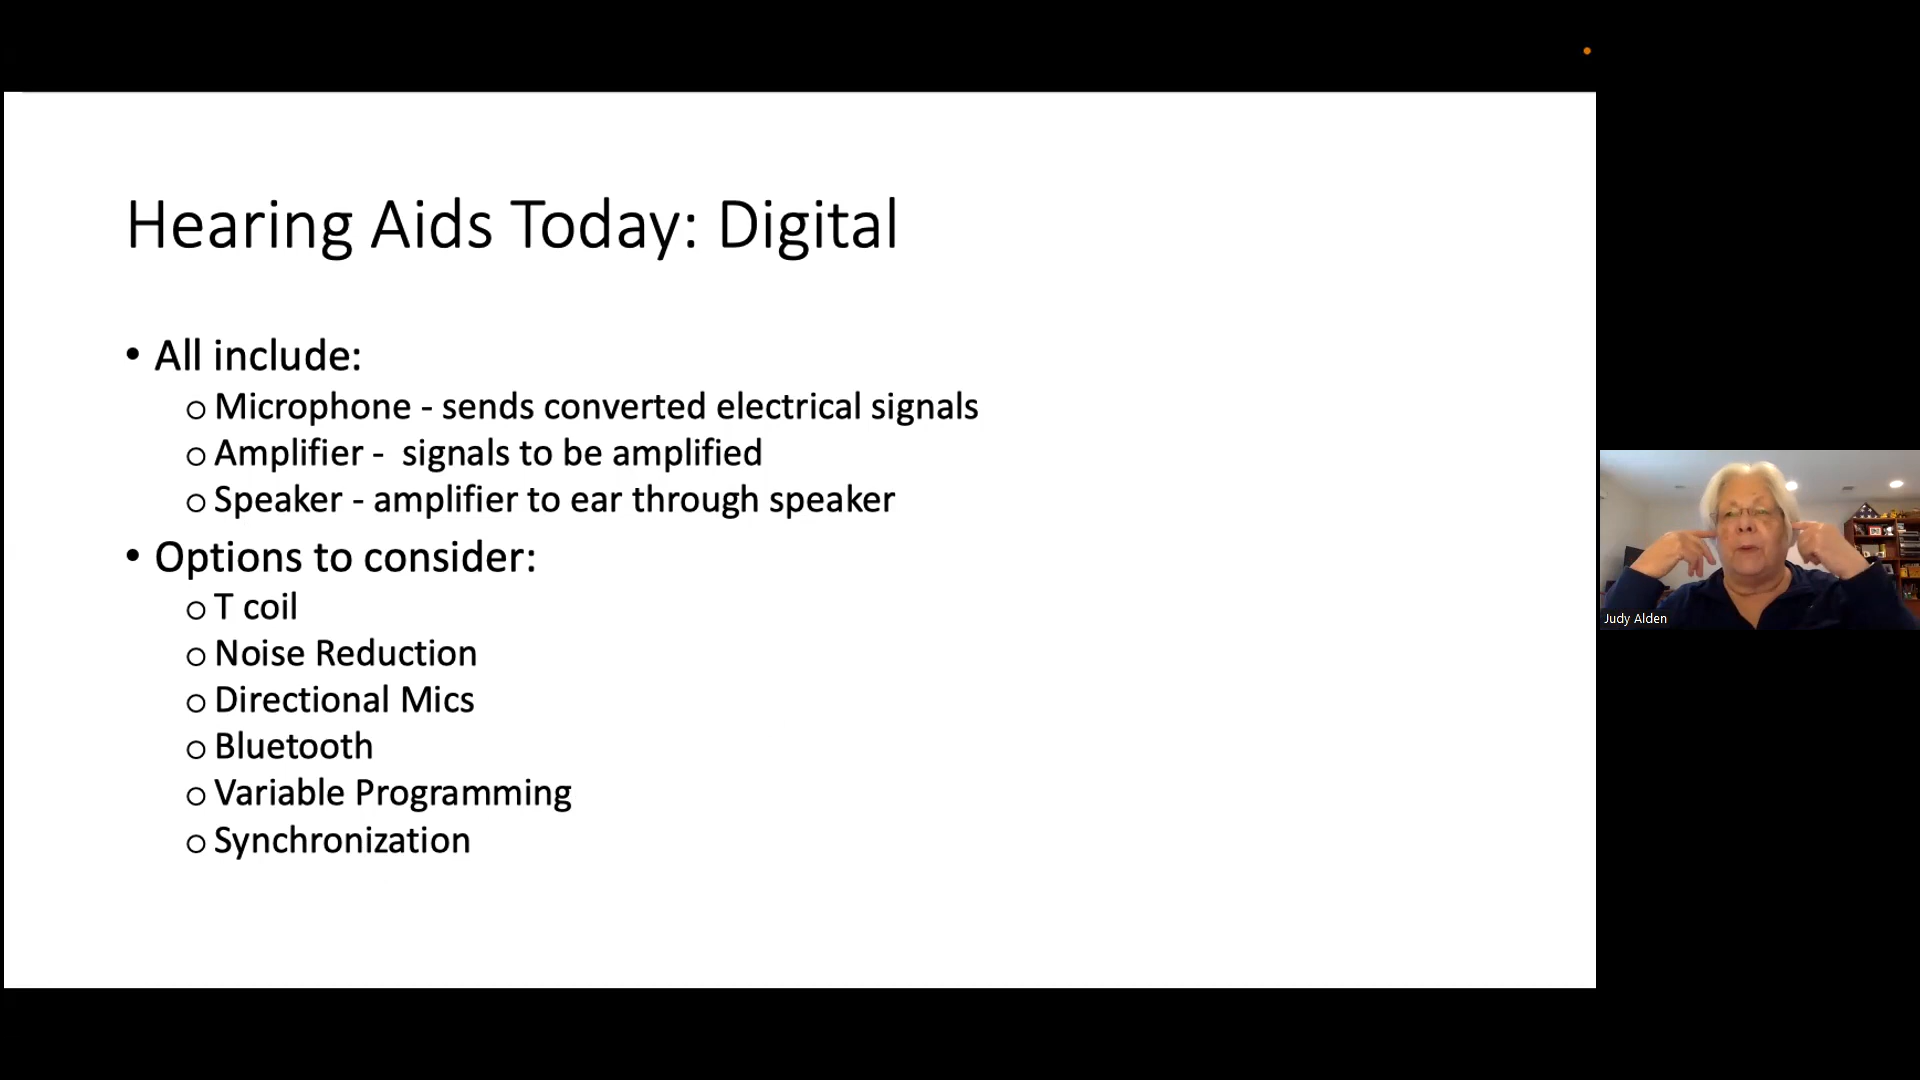 Hearing Aids Today: Digital
• All include:
o Microphone - sends converted electrical signals
o Amplifier -  signals to be amplified
o Speaker - amplifier to ear through speaker
• Options to consider:
o T coil
o Noise Reduction
o Directional Mics
o Bluetooth
o Variable Programming
o Synchronization
Judy Alden